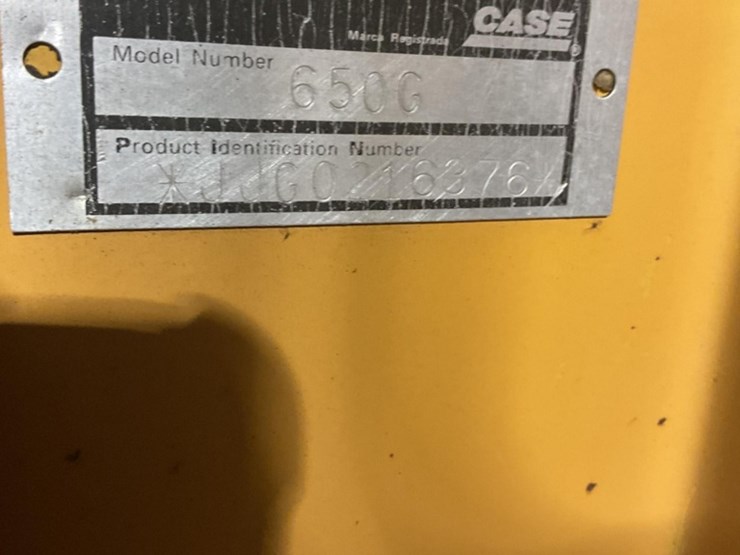 CASE
Marca Registrada
Model Number
650G
Product Identification Number
*JJG0216376*